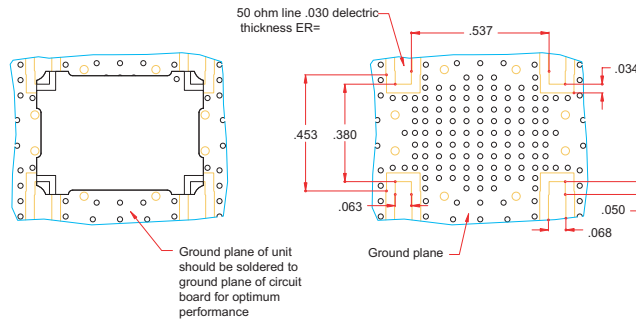 50 ohm line .030 delectric
thickness ER=
.537
.034
.453
.380
.063
.050
.068
Ground plane of unit
should be soldered to
ground plane of circuit
board for optimum
performance
Ground plane